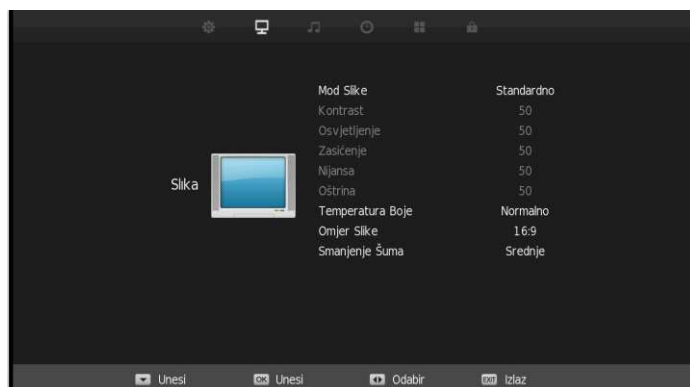 Mod Slike Standardno
Kontrast 50
Osvjetljenje 50
Zasićenje 50
Nijansa 50
Slika
Oštrina 50
Temperatura Boje Normalno
Omjer Slike 16:9
Smanjenje Šuma Srednje
Unesi OK Unesi Odabir EXIT Izlaz